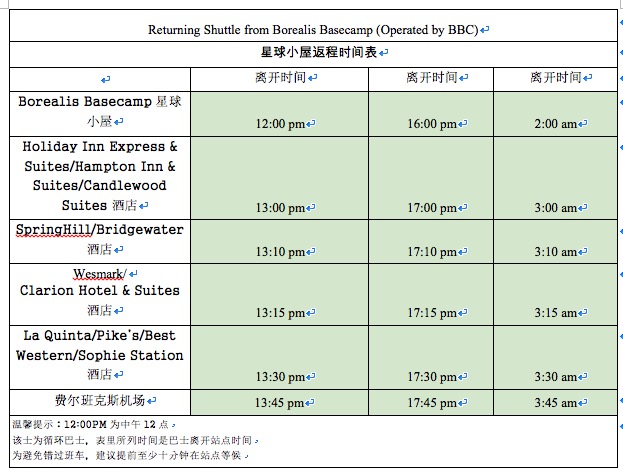 Returning Shuttle from Borealis Basecamp (Operated by BBC)
星球小屋返程时间表
离开时间 离开时间 离开时间
Borealis Basecamp 星球
小屋 12:00 pm 16:00 pm 2:00 am
Holiday Inn Express &
Suites/Hampton Inn &
Suites/Candlewood
Suites 酒店 13:00 pm 17:00 pm 3:00 am
SpringHill/Bridgewater
酒店 13:10 pm 17:10 pm 3:10 am
Wesmark/
Clarion Hotel & Suites
酒店 13:15 pm 17:15 pm 3:15 am
La Quinta/Pike's/Best
Western/Sophie Station
酒店 13:30 pm 17:30 pm 3:30 am
费尔班克斯机场 13:45 pm 17:45 pm 3:45 am
温馨提示：12:00PM 为中午 12 点
该士为循环巴士，表里所列时间是巴士离开站点时间
为避免错过班车，建议提前至少十分钟在站点等候